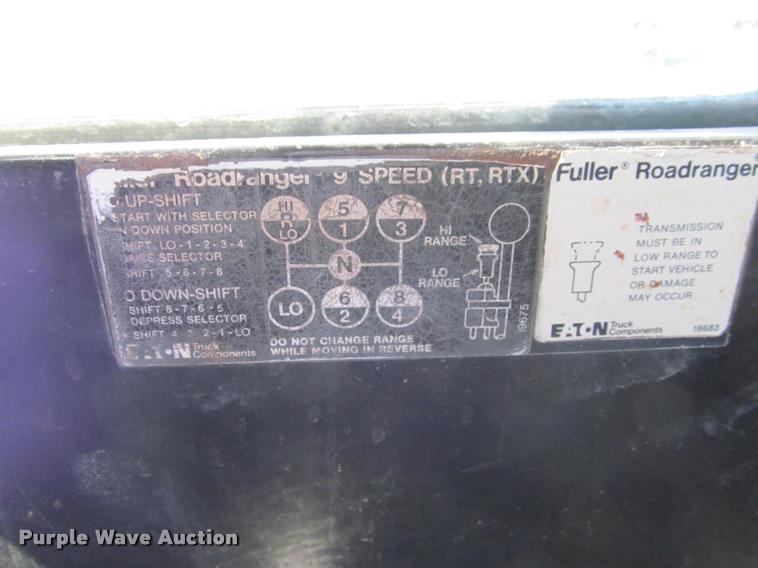 Fuller Roadranger 9 SPEED (RT, RTX)
UP-SHIFT
START WITH SELECTOR
DOWN POSITION
SHIFT LO-1-2-3-4
RAISE SELECTOR
SHIFT 5-6-7-8
DOWN-SHIFT
SHIFT 8-7-6-5
DEPRESS SELECTOR
SHIFT 4-3-2-1-LO
EATON Truck Components
HI
R
LO
5
1
7
3
N
LO
6
2
8
4
DO NOT CHANGE RANGE
WHILE MOVING IN REVERSE
HI
RANGE
LO
RANGE
19675
Fuller® Roadranger
TRANSMISSION
MUST BE IN
LOW RANGE TO
START VEHICLE
OR DAMAGE
MAY OCCUR.
EATON Truck Components
18683
Purple Wave Auction